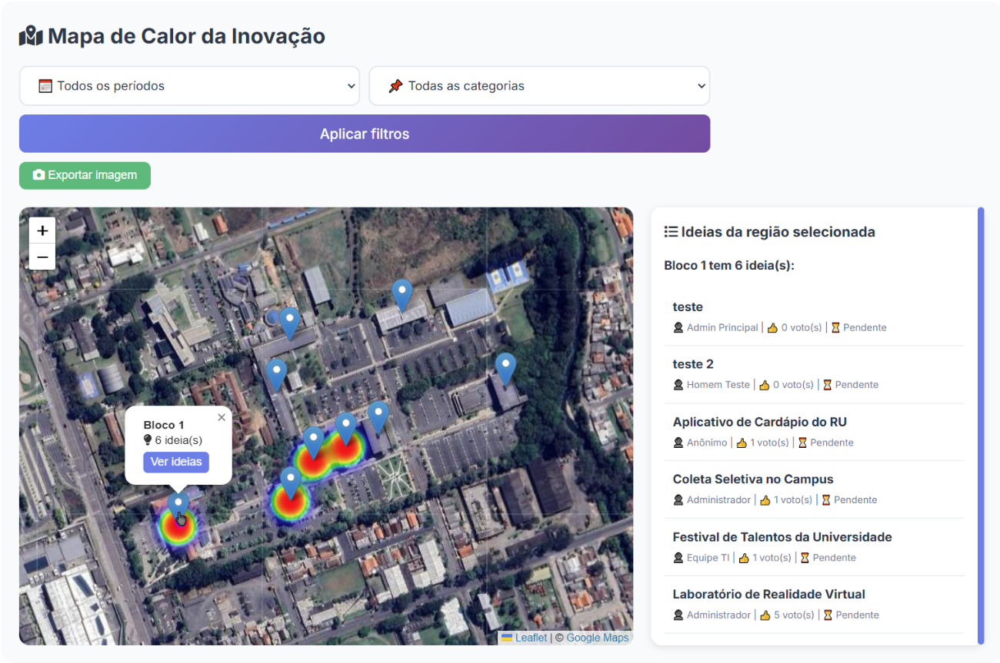 Mapa de Calor da Inovação
Todos os períodos
Todas as categorias
Aplicar filtros
Exportar imagem
+
−
Bloco 1
×
6 ideia(s)
Ver ideias
Leaflet | © Google Maps
Ideias da região selecionada
Bloco 1 tem 6 ideia(s):
teste
Admin Principal | 0 voto(s) | Pendente
teste 2
Homem Teste | 0 voto(s) | Pendente
Aplicativo de Cardápio do RU
Anônimo | 1 voto(s) | Pendente
Coleta Seletiva no Campus
Administrador | 1 voto(s) | Pendente
Festival de Talentos da Universidade
Equipe TI | 1 voto(s) | Pendente
Laboratório de Realidade Virtual
Administrador | 5 voto(s) | Pendente